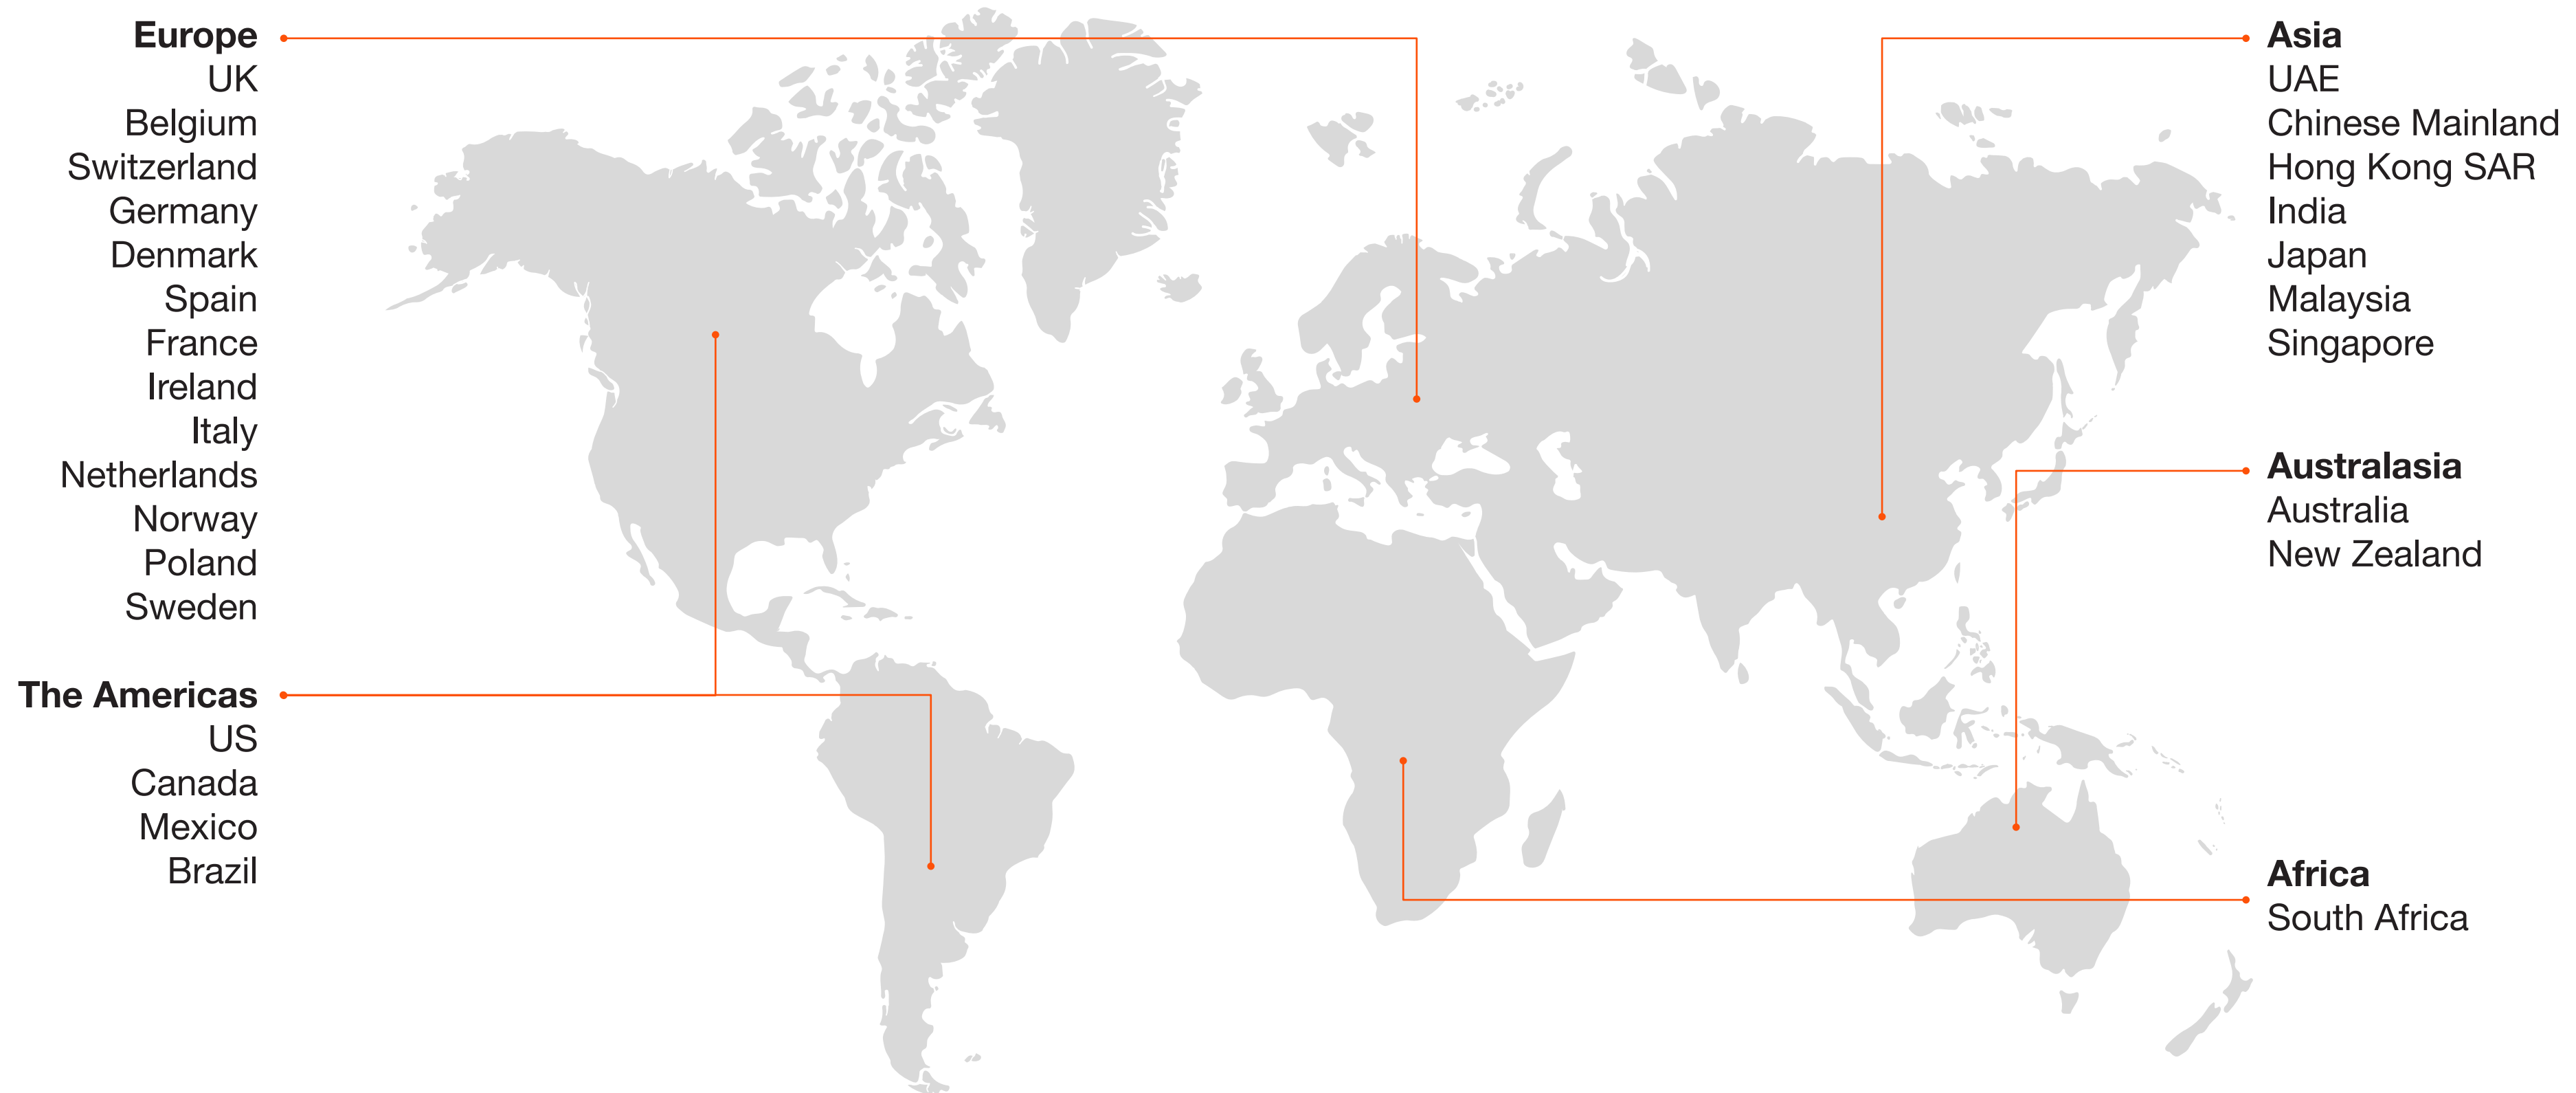 Europe
UK
Belgium
Switzerland
Germany
Denmark
Spain
France
Ireland
Italy
Netherlands
Norway
Poland
Sweden
The Americas
US
Canada
Mexico
Brazil
Asia
UAE
Chinese Mainland
Hong Kong SAR
India
Japan
Malaysia
Singapore
Australasia
Australia
New Zealand
Africa
South Africa